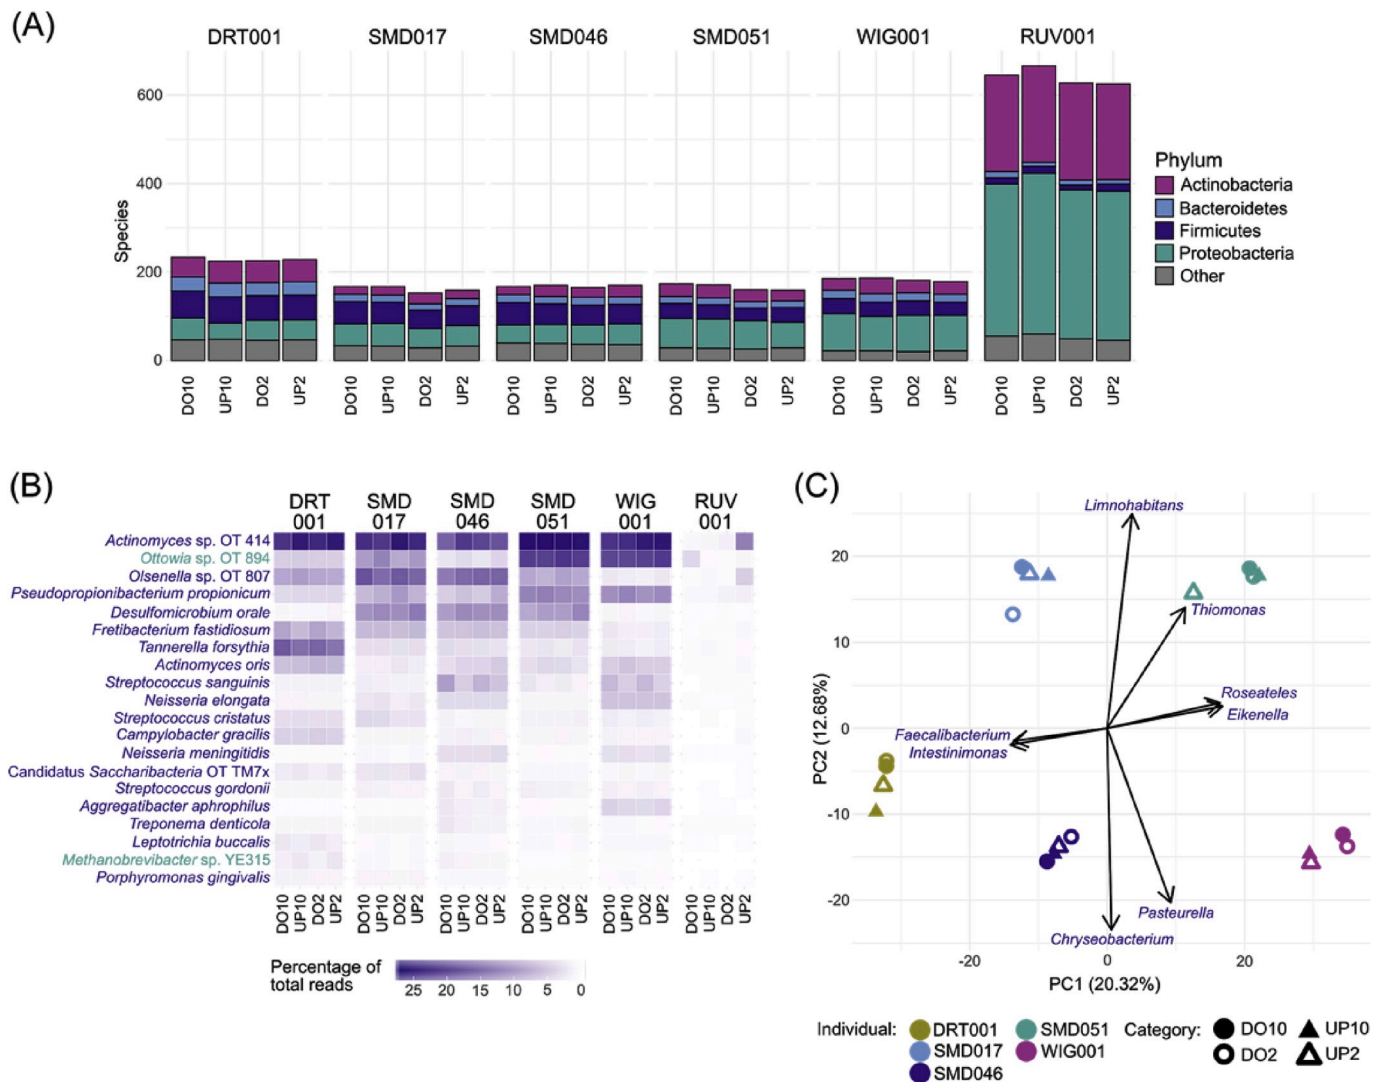 (A)
DRT001 SMD017 SMD046 SMD051 WIG001 RUV001
Species
600
400
200
0
DO10 UP10 DO2 UP2 DO10 UP10 DO2 UP2 DO10 UP10 DO2 UP2 DO10 UP10 DO2 UP2 DO10 UP10 DO2 UP2 DO10 UP10 DO2 UP2
Phylum
Actinobacteria
Bacteroidetes
Firmicutes
Proteobacteria
Other
(B)
DRT SMD SMD SMD WIG RUV
001 017 046 051 001 001
Actinomyces sp. OT 414
Ottowia sp. OT 894
Olsenella sp. OT 807
Pseudopropionibacterium propionicum
Desulfomicrobium orale
Fretibacterium fastidiosum
Tannerella forsythia
Actinomyces oris
Streptococcus sanguinis
Neisseria elongata
Streptococcus cristatus
Campylobacter gracilis
Neisseria meningitidis
Candidatus Saccharibacteria OT TM7x
Streptococcus gordonii
Aggregatibacter aphrophilus
Treponema denticola
Leptotrichia buccalis
Methanobrevibacter sp. YE315
Porphyromonas gingivalis
DO10 UP10 DO2 UP2 DO10 UP10 DO2 UP2 DO10 UP10 DO2 UP2 DO10 UP10 DO2 UP2 DO10 UP10 DO2 UP2 DO10 UP10 DO2 UP2
Percentage of
total reads
25 20 15 10 5 0
(C)
PC2 (12.68%)
20
10
0
-10
-20
Limnohabitans
Thiomonas
Roseateles
Eikenella
Faecalibacterium
Intestinimonas
Pasteurella
Chryseobacterium
-20 0 20
PC1 (20.32%)
Individual: DRT001 SMD051 Category: DO10 UP10
SMD017 WIG001 DO2 UP2
SMD046